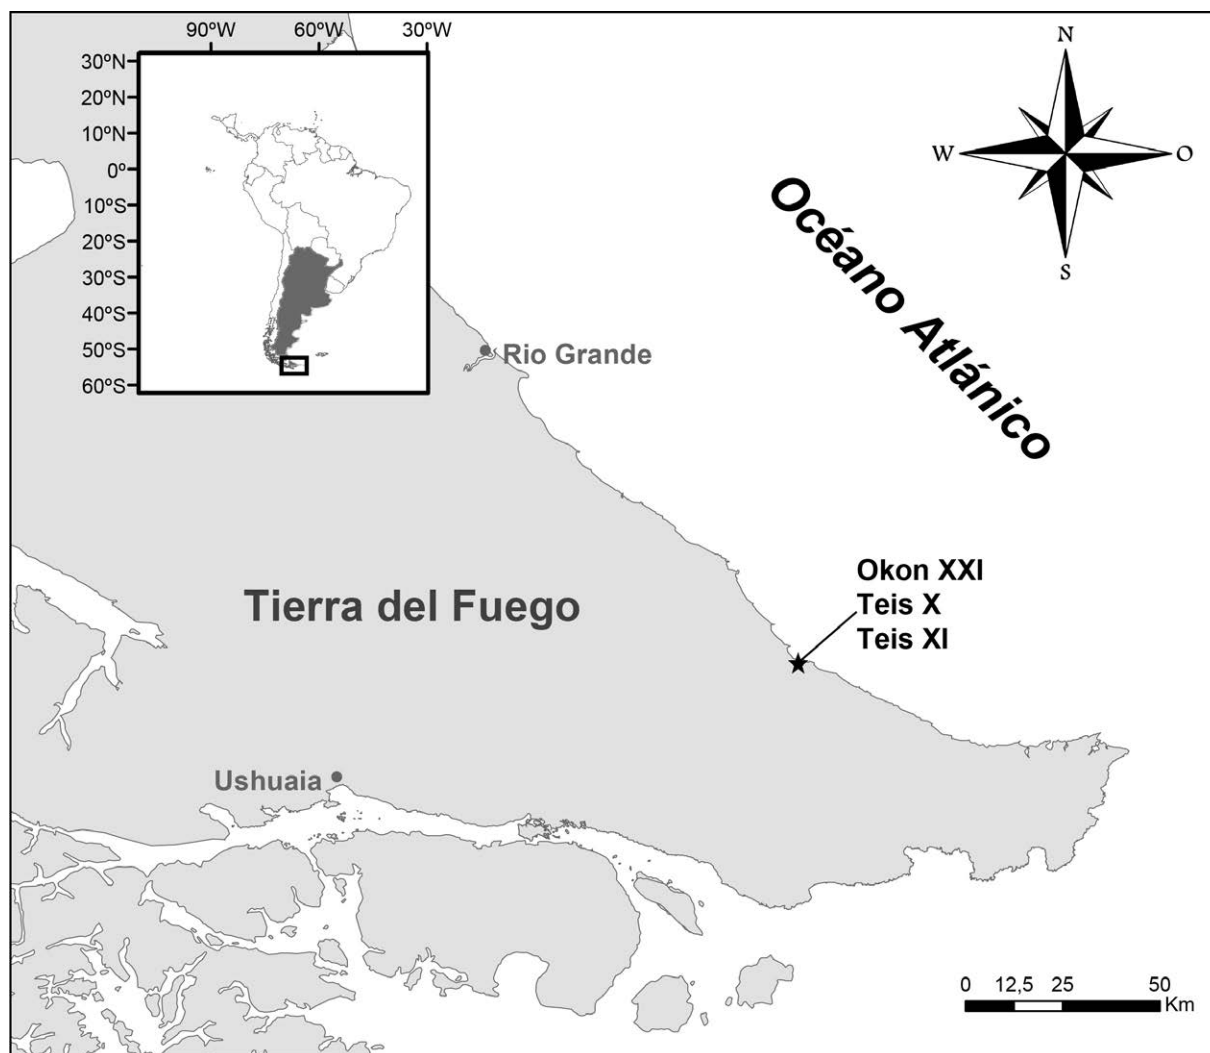 90ºW 60ºW 30ºW
30ºN
20ºN
10ºN
0º
10ºS
20ºS
30ºS
40ºS
50ºS
60ºS
N
W O
S
Océano Atlánico
Rio Grande
Okon XXI
Teis X
Teis XI
Tierra del Fuego
Ushuaia
0 12,5 25 50
Km